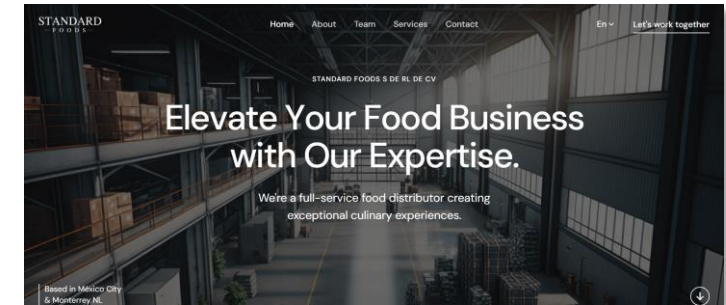 STANDARD
FOODS
Home About Team Services Contact
En
Let's work together
STANDARD FOODS S DE RL DE CV
Elevate Your Food Business
with Our Expertise.
We're a full-service food distributor creating
exceptional culinary experiences.
Based in México City
& Monterrey NL